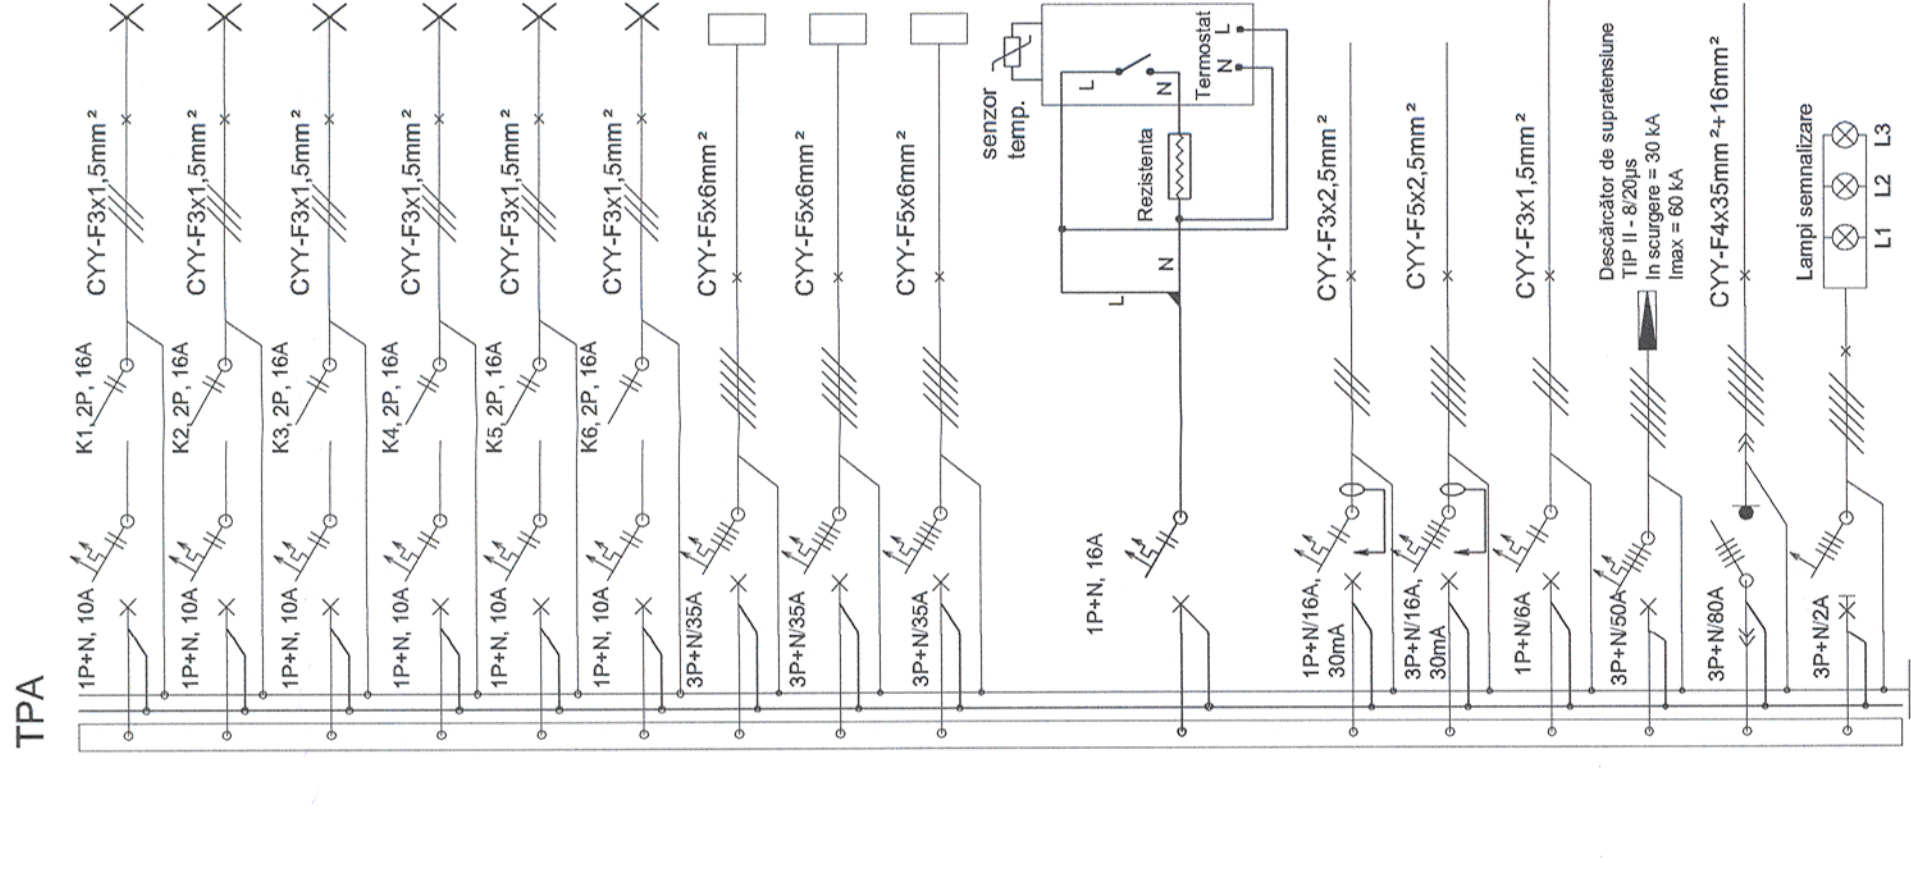 TPA
1P+N, 10A
K1, 2P, 16A
CYY-F3x1,5mm²
1P+N, 10A
K2, 2P, 16A
CYY-F3x1,5mm²
1P+N, 10A
K3, 2P, 16A
CYY-F3x1,5mm²
1P+N, 10A
K4, 2P, 16A
CYY-F3x1,5mm²
1P+N, 10A
K5, 2P, 16A
CYY-F3x1,5mm²
1P+N, 10A
K6, 2P, 16A
CYY-F3x1,5mm²
3P+N/35A
CYY-F5x6mm²
3P+N/35A
CYY-F5x6mm²
3P+N/35A
CYY-F5x6mm²
senzor
temp.
1P+N, 16A
L
N
L
N
Rezistenta
Termostat
N
L
1P+N/16A,
30mA
CYY-F3x2,5mm²
3P+N/16A,
30mA
CYY-F5x2,5mm²
1P+N/6A
CYY-F3x1,5mm²
3P+N/50A
Descărcător de supratensiune
TIP II - 8/20µs
In scurgere = 30 kA
Imax = 60 kA
3P+N/80A
CYY-F4x35mm²+16mm²
3P+N/2A
Lampi semnalizare
L1 L2 L3